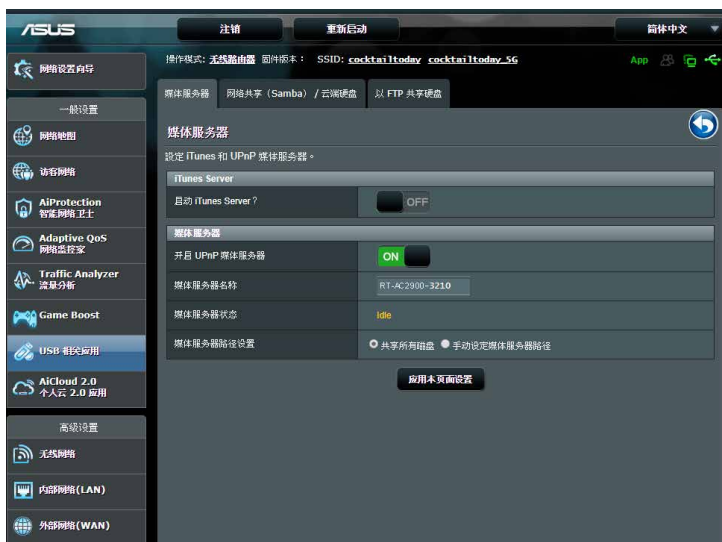 ASUS
注销
重新启动
简体中文
操作模式: 无线路由器 固件版本: SSID: cocktailtoday cocktailtoday_5G
App
网络设置向导
一般设置
网络地图
访客网络
AiProtection
智能网络卫士
Adaptive QoS
网络监控家
Traffic Analyzer
流量分析
Game Boost
USB 相关应用
AiCloud 2.0
个人云 2.0 应用
高级设置
无线网络
内部网络(LAN)
外部网络(WAN)
媒体服务器
网络共享 (Samba) / 云端硬盘
以 FTP 共享硬盘
媒体服务器
設定 iTunes 和 UPnP 媒体服务器。
iTunes Server
启动 iTunes Server?
OFF
媒体服务器
开启 UPnP 媒体服务器
ON
媒体服务器名称
RT-AC2900-3210
媒体服务器状态
Idle
媒体服务器路径设置
共享所有磁盘 手动设定媒体服务器路径
应用本页面设置